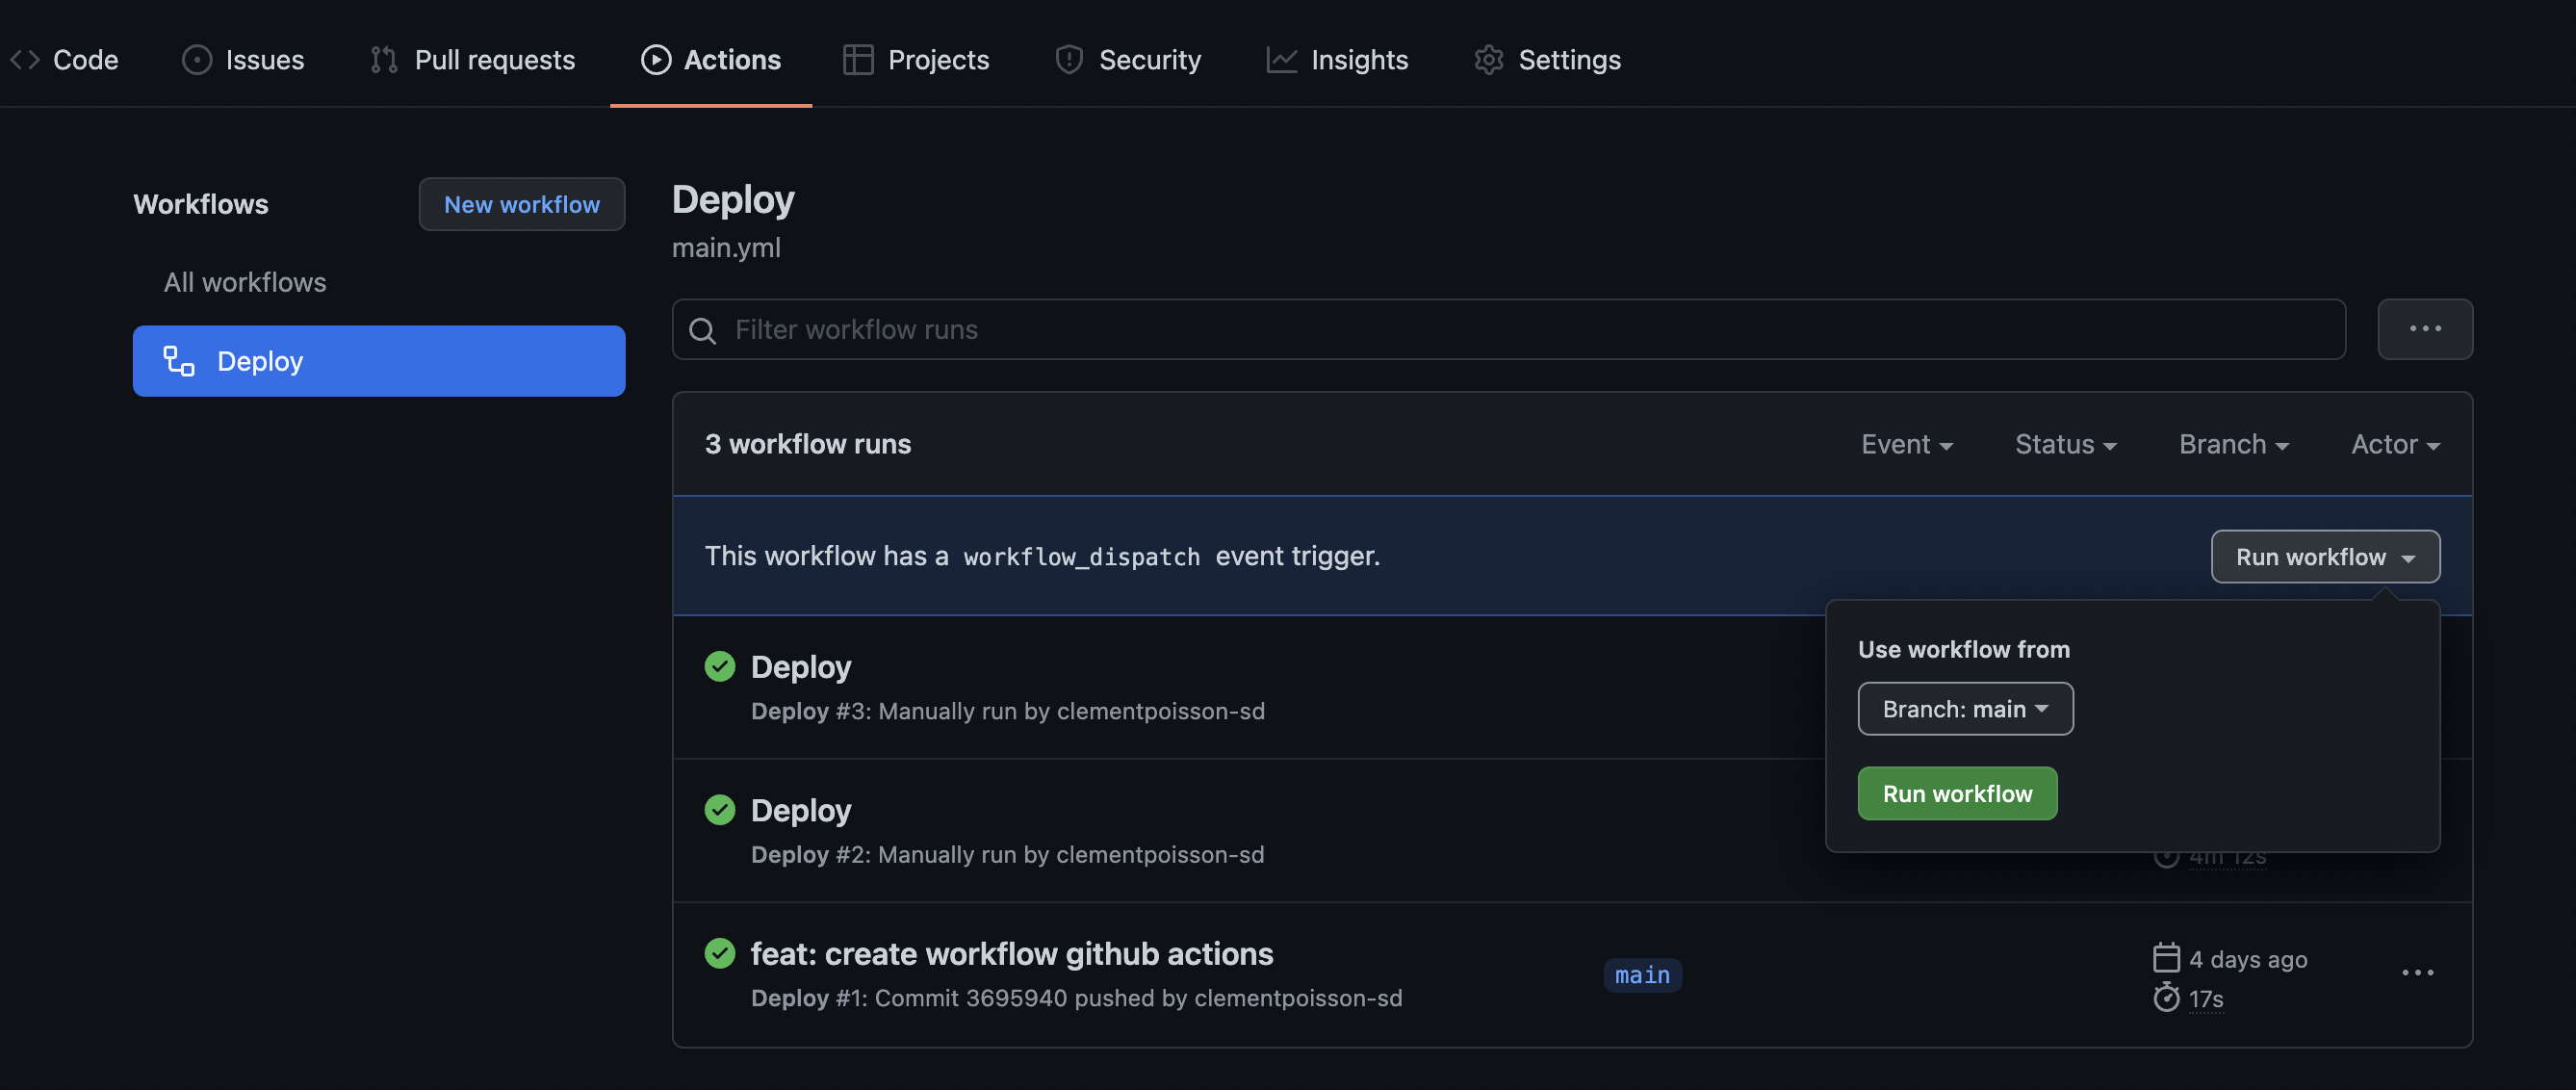 Code Issues Pull requests Actions Projects Security Insights Settings
Workflows
New workflow
All workflows
Deploy
Deploy
main.yml
Filter workflow runs
3 workflow runs
Event Status Branch Actor
This workflow has a workflow_dispatch event trigger.
Run workflow
Use workflow from
Branch: main
Run workflow
Deploy
Deploy #3: Manually run by clementpoisson-sd
Deploy
Deploy #2: Manually run by clementpoisson-sd
4m 12s
feat: create workflow github actions
Deploy #1: Commit 3695940 pushed by clementpoisson-sd
main
4 days ago
17s